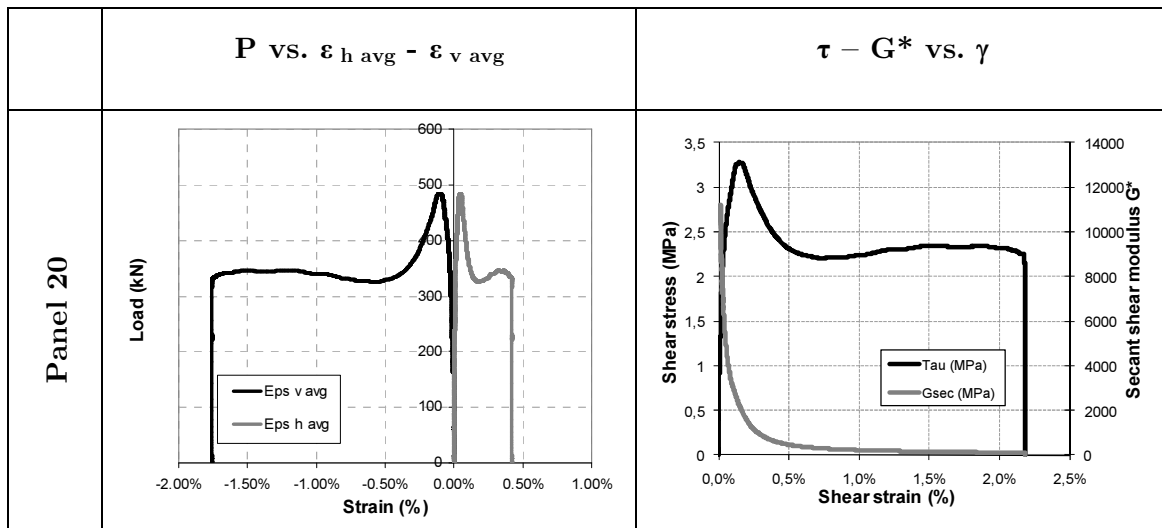 P vs. ε h avg - ε v avg
τ – G* vs. γ
Panel 20
Load (kN)
600
500
400
300
200
100
0
Eps v avg
Eps h avg
-2.00% -1.50% -1.00% -0.50% 0.00% 0.50% 1.00%
Strain (%)
Shear stress (MPa)
3,5
3
2,5
2
1,5
1
0,5
0
Tau (MPa)
Gsec (MPa)
14000
12000
10000
8000
6000
4000
2000
0
Secant shear modulus G*
0,0% 0,5% 1,0% 1,5% 2,0% 2,5%
Shear strain (%)